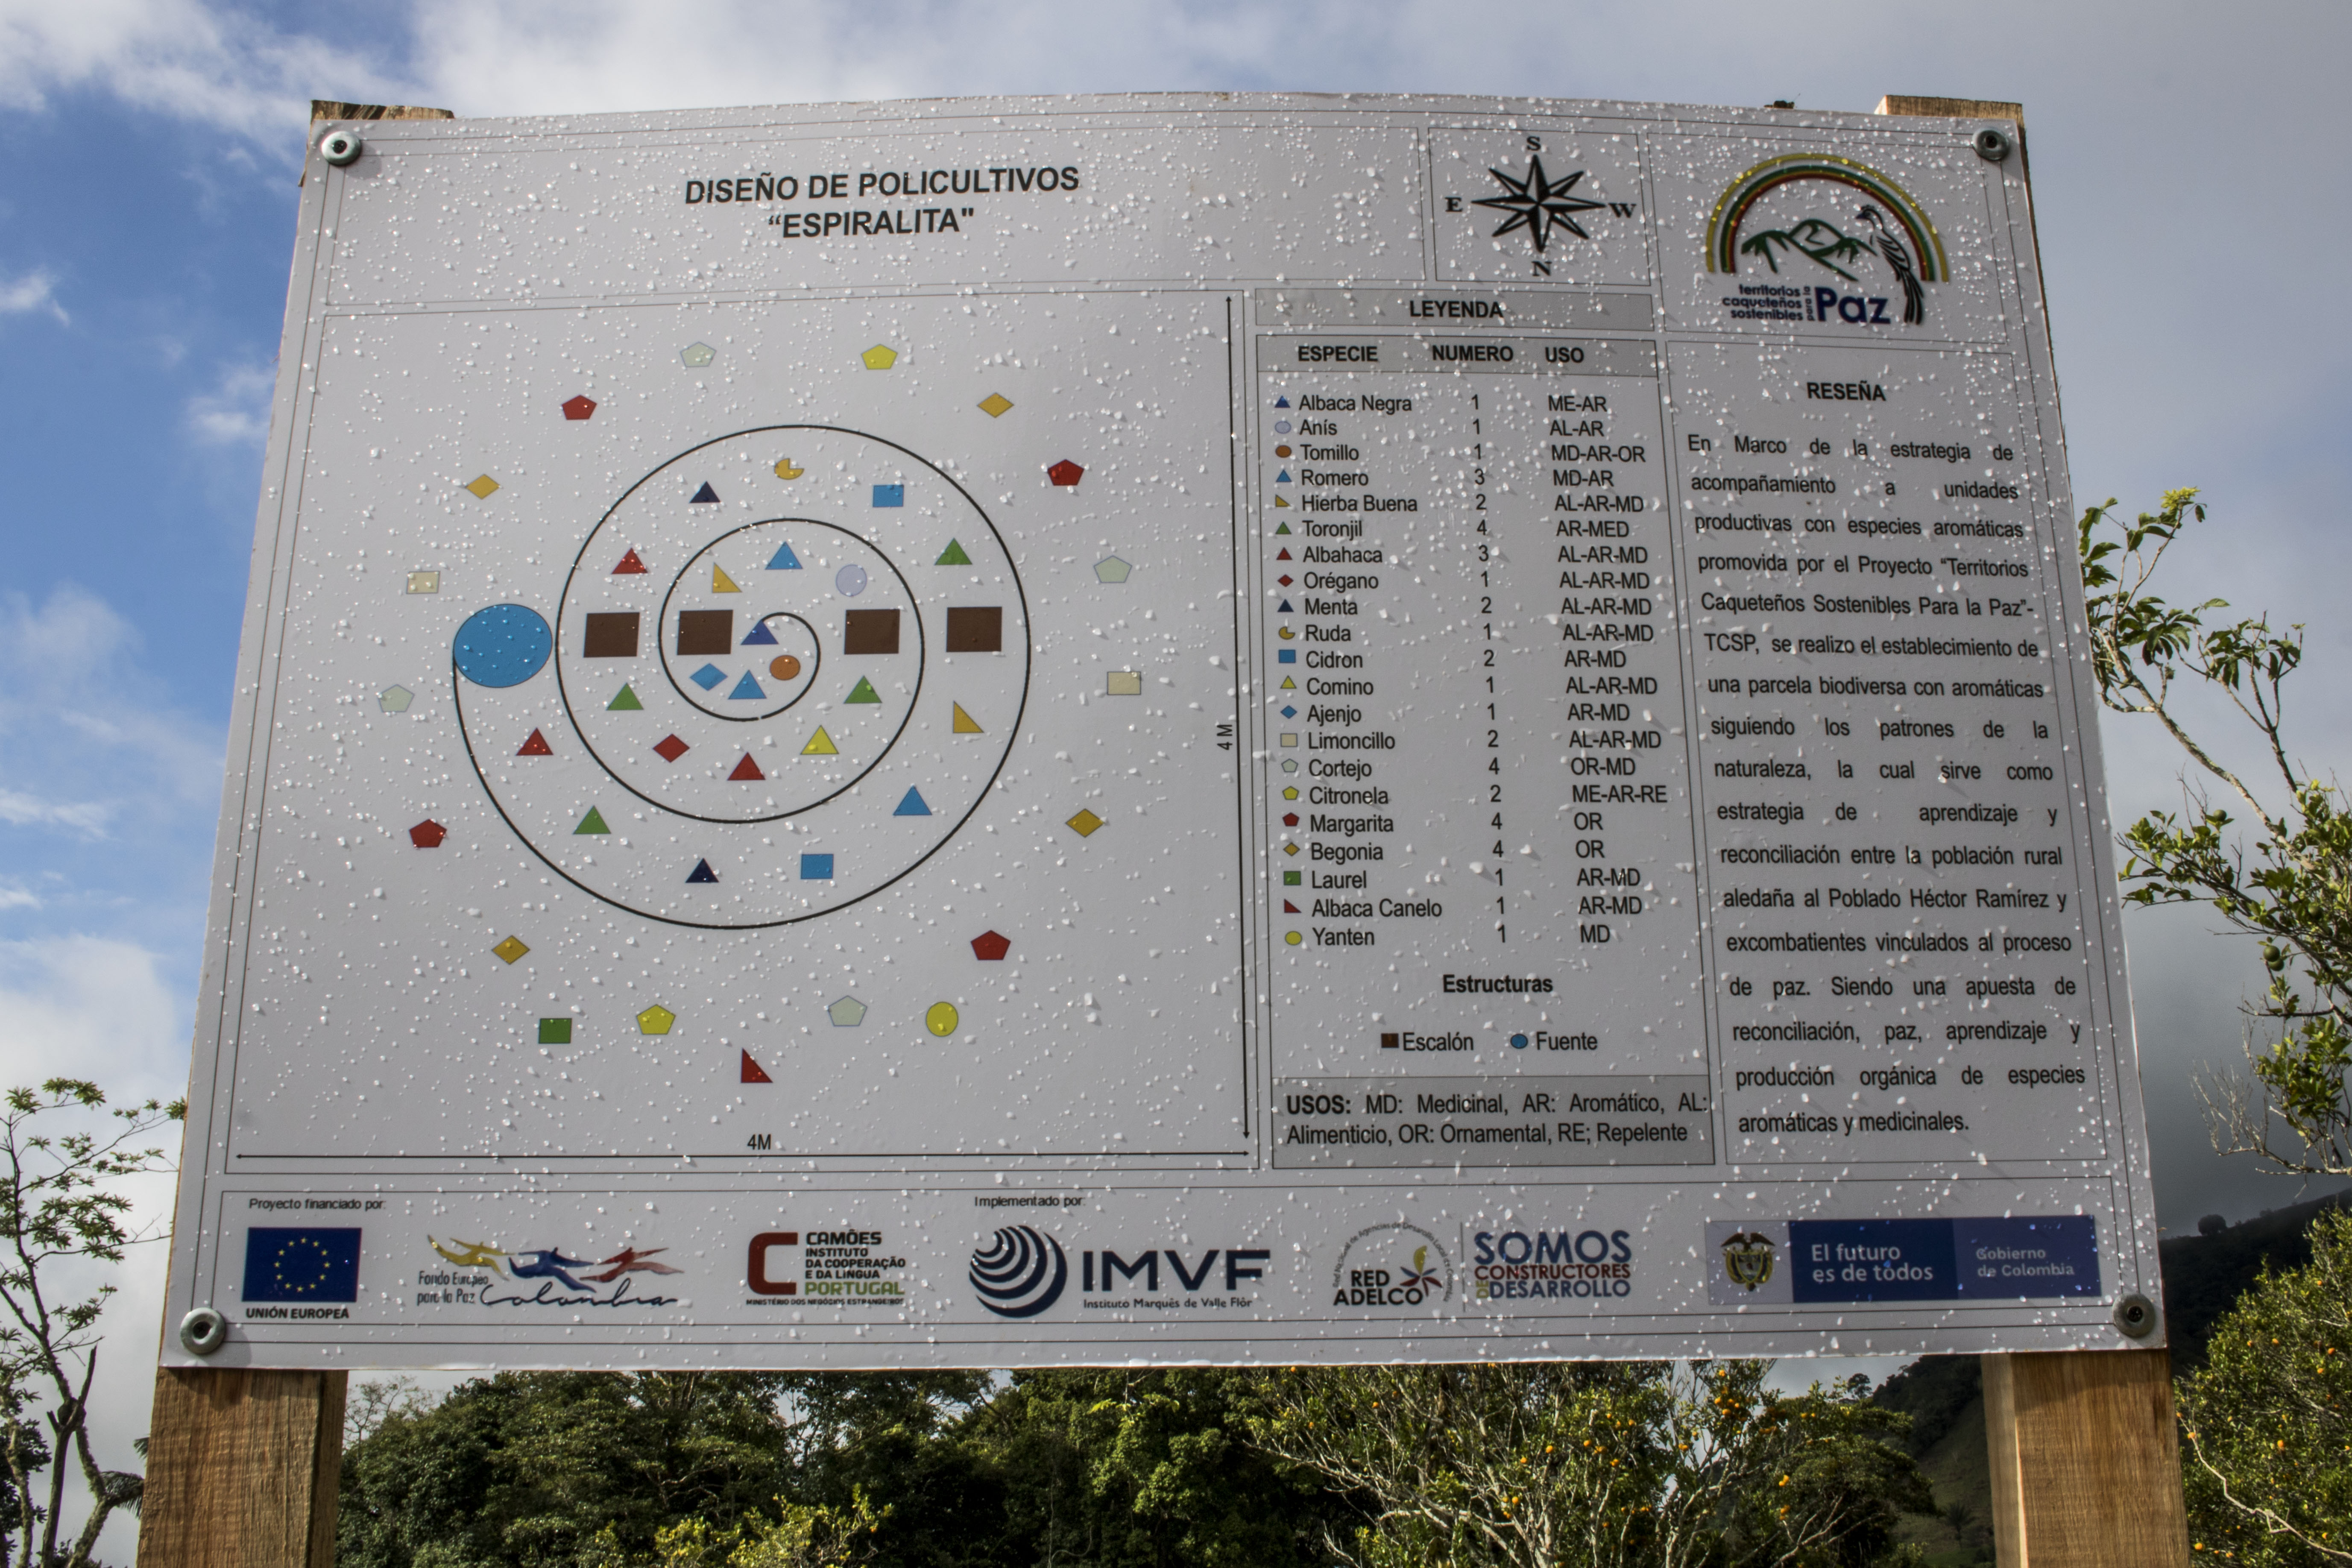 DISEÑO DE POLICULTIVOS
“ESPIRALITA"
S
E W
N
territorios
caqueteños
sostenibles
para la
Paz
LEYENDA
ESPECIE NUMERO USO
Albaca Negra 1 ME-AR
Anís 1 AL-AR
Tomillo 1 MD-AR-OR
Romero 3 MD-AR
Hierba Buena 2 AL-AR-MD
Toronjil 4 AR-MED
Albahaca 3 AL-AR-MD
Orégano 1 AL-AR-MD
Menta 2 AL-AR-MD
Ruda 1 AL-AR-MD
Cidron 2 AR-MD
Comino 1 AL-AR-MD
Ajenjo 1 AR-MD
Limoncillo 2 AL-AR-MD
Cortejo 4 OR-MD
Citronela 2 ME-AR-RE
Margarita 4 OR
Begonia 4 OR
Laurel 1 AR-MD
Albaca Canelo 1 AR-MD
Yanten 1 MD
Estructuras
Escalón Fuente
USOS: MD: Medicinal, AR: Aromático, AL:
Alimenticio, OR: Ornamental, RE; Repelente
4 M
4M
RESEÑA
En Marco de la estrategia de
acompañamiento a unidades
productivas con especies aromáticas
promovida por el Proyecto “Territorios
Caqueteños Sostenibles Para la Paz”-
TCSP, se realizo el establecimiento de
una parcela biodiversa con aromáticas
siguiendo los patrones de la
naturaleza, la cual sirve como
estrategia de aprendizaje y
reconciliación entre la población rural
aledaña al Poblado Héctor Ramírez y
excombatientes vinculados al proceso
de paz. Siendo una apuesta de
reconciliación, paz, aprendizaje y
producción orgánica de especies
aromáticas y medicinales.
Proyecto financiado por:
UNIÓN EUROPEA
Fondo Europeo
para la Paz
Colombia
CAMÕES
INSTITUTO
DA COOPERAÇÃO
E DA LÍNGUA
PORTUGAL
MINISTÉRIO DOS NEGÓCIOS ESTRANGEIROS
Implementado por:
IMVF
Instituto Marquês de Valle Flôr
RED
ADELCO
SOMOS
CONSTRUCTORES
DE DESARROLLO
El futuro
es de todos
Gobierno
de Colombia